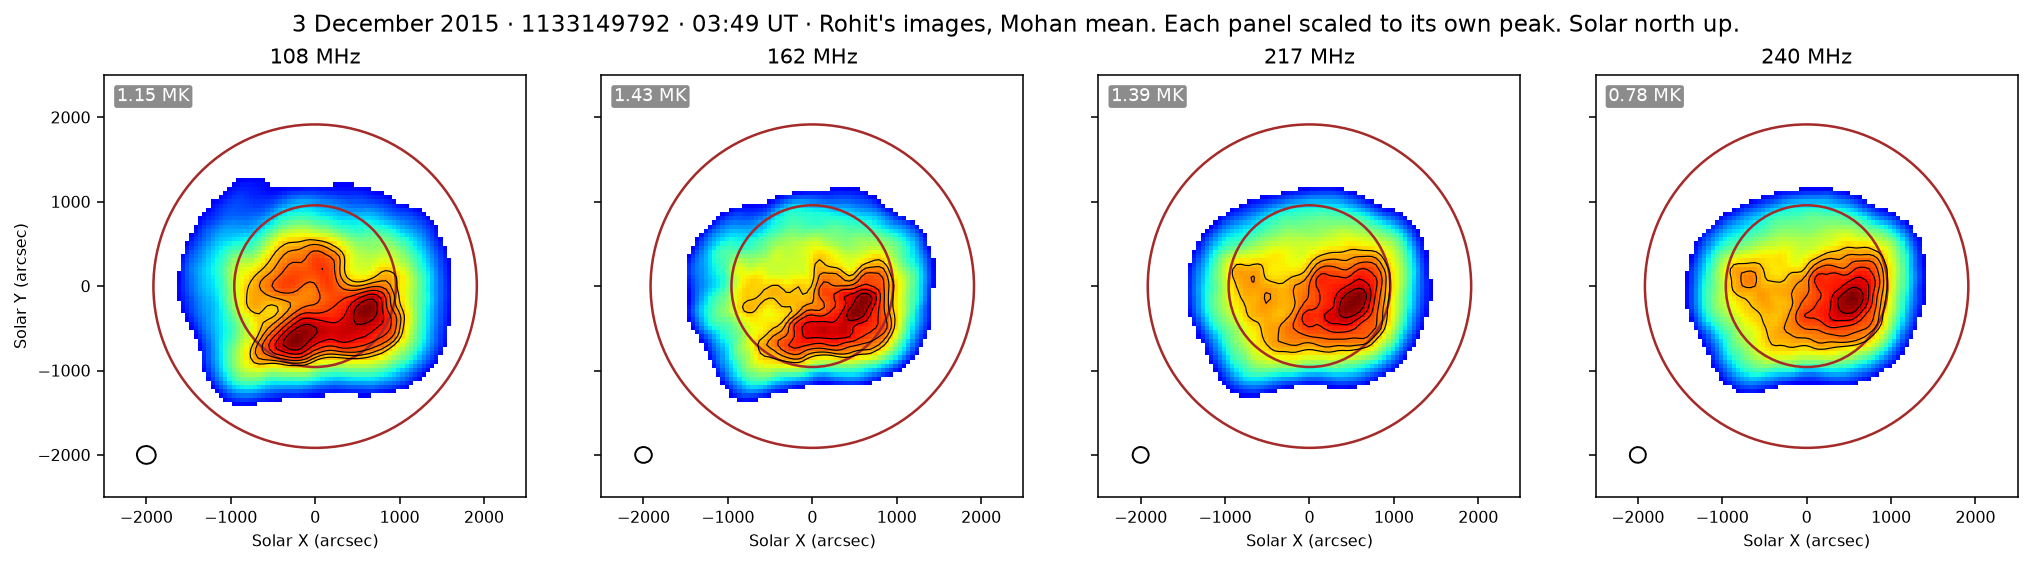 3 December 2015 · 1133149792 · 03:49 UT · Rohit's images, Mohan mean. Each panel scaled to its own peak. Solar north up.
108 MHz
162 MHz
217 MHz
240 MHz
1.15 MK
1.43 MK
1.39 MK
0.78 MK
Solar Y (arcsec)
2000
1000
0
−1000
−2000
−2000 −1000 0 1000 2000
−2000 −1000 0 1000 2000
−2000 −1000 0 1000 2000
−2000 −1000 0 1000 2000
Solar X (arcsec)
Solar X (arcsec)
Solar X (arcsec)
Solar X (arcsec)